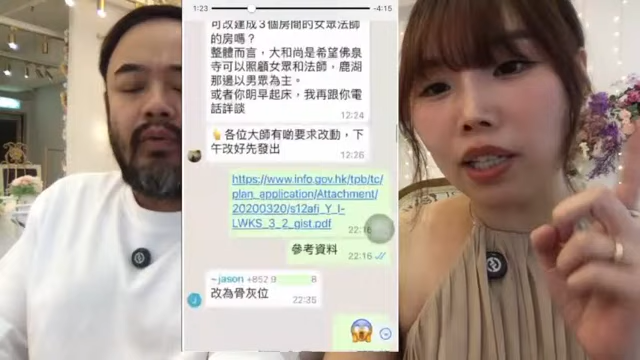 1:23
-4:15
可改建成3個房間的女眾法師
的房嗎?
整體而言，大和尚是希望佛泉
寺可以照顧女眾和法師，鹿湖
那邊以男眾為主。
或者你明早起床，我再跟你電
話詳談
12:24
👆各位大師有啲要求改動，下
午改好先發出
12:26
https://www.info.gov.hk/tpb/tc/
plan_application/Attachment/
20200320/s12afi_Y_I-
LWKS_3_2_gist.pdf
22:16
參考資料
22:16
~jason +852 9 8
改為骨灰位
22:35
J